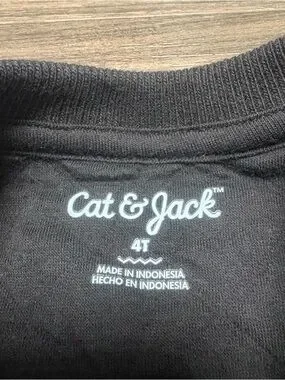 Cat & Jack™
4T
MADE IN INDONESIA
HECHO EN INDONESIA